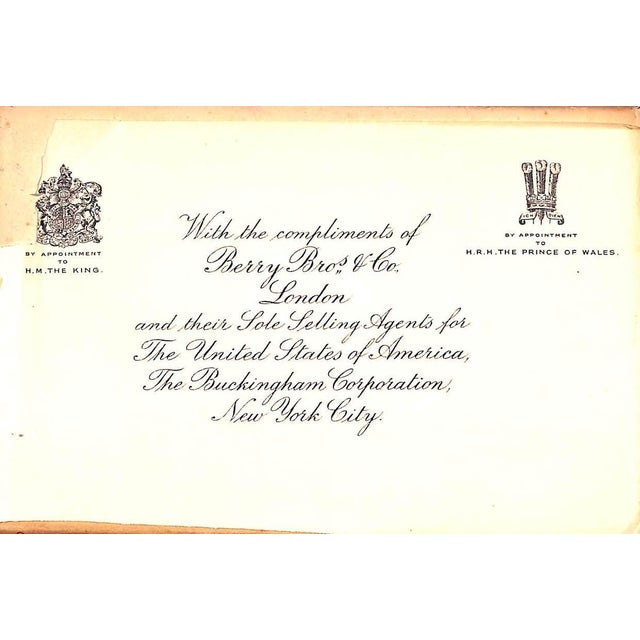 BY APPOINTMENT
TO
H.M. THE KING.
ICH DIEN
BY APPOINTMENT
TO
H.R.H. THE PRINCE OF WALES.
With the compliments of
Berry Bros. & Co.,
London
and their Sole Selling Agents for
The United States of America,
The Buckingham Corporation,
New York City.